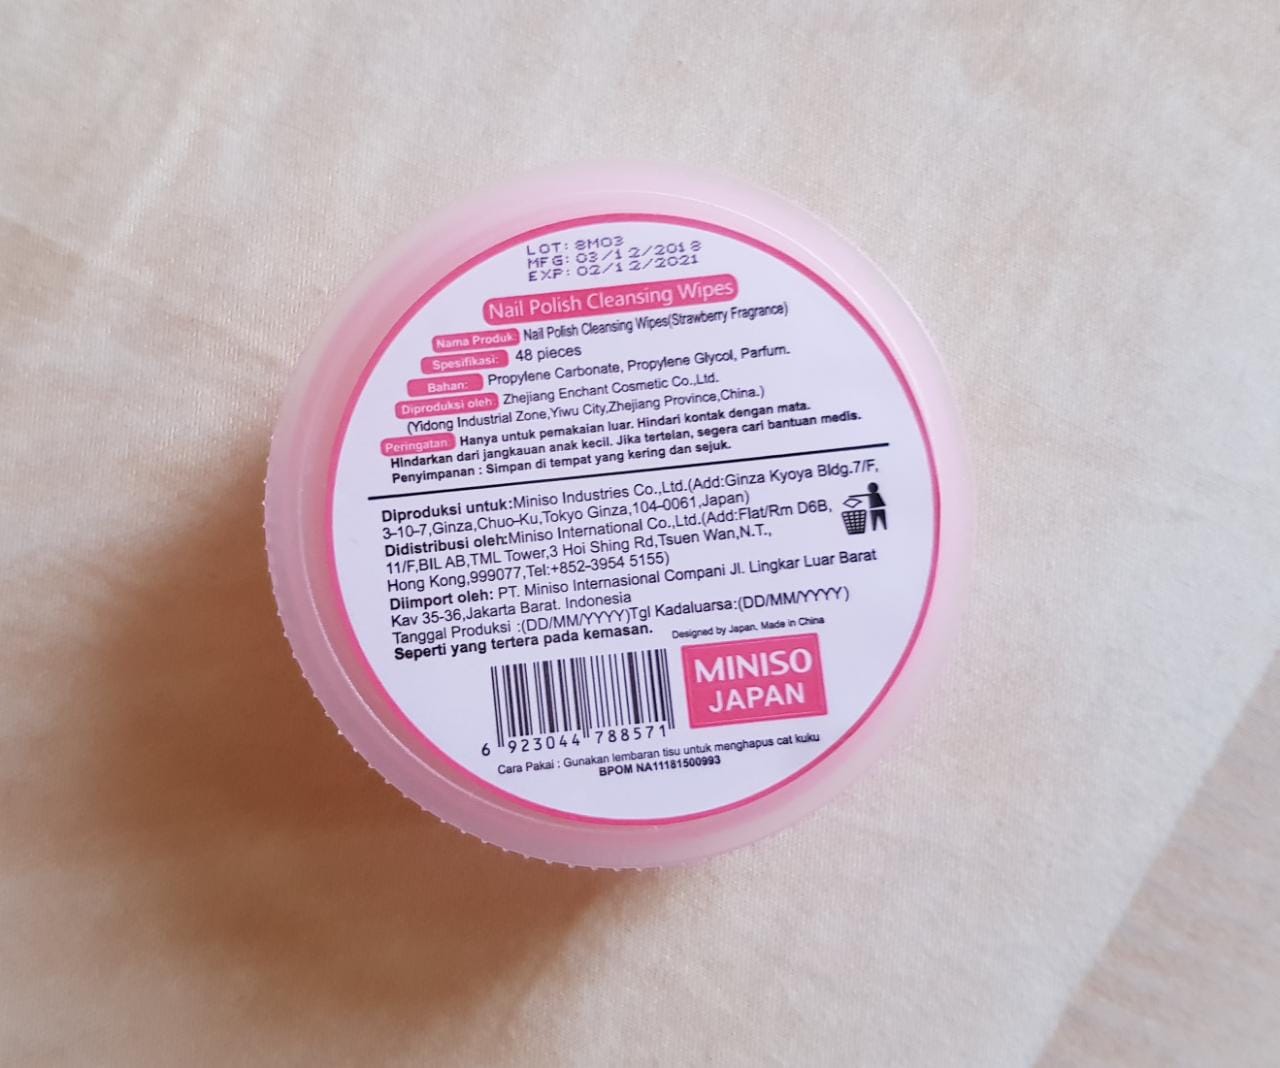 LOT: 8M03
MFG: 03/12/2018
EXP: 02/12/2021
Nail Polish Cleansing Wipes
Nama Produk: Nail Polish Cleansing Wipes(Strawberry Fragrance)
Spesifikasi: 48 pieces
Bahan: Propylene Carbonate, Propylene Glycol, Parfum.
Diproduksi oleh: Zhejiang Enchant Cosmetic Co.,Ltd.
(Yidong Industrial Zone,Yiwu City,Zhejiang Province,China.)
Peringatan: Hanya untuk pemakaian luar. Hindari kontak dengan mata.
Hindarkan dari jangkauan anak kecil. Jika tertelan, segera cari bantuan medis.
Penyimpanan : Simpan di tempat yang kering dan sejuk.
Diproduksi untuk:Miniso Industries Co.,Ltd.(Add:Ginza Kyoya Bldg.7/F,
3-10-7,Ginza,Chuo-Ku,Tokyo Ginza,104-0061,Japan)
Didistribusi oleh:Miniso International Co.,Ltd.(Add:Flat/Rm D6B,
11/F,BIL AB,TML Tower,3 Hoi Shing Rd,Tsuen Wan,N.T.,
Hong Kong,999077,Tel:+852-3954 5155)
Diimport oleh: PT. Miniso Internasional Compani Jl. Lingkar Luar Barat
Kav 35-36,Jakarta Barat. Indonesia
Tanggal Produksi :(DD/MM/YYYY)Tgl Kadaluarsa:(DD/MM/YYYY)
Seperti yang tertera pada kemasan.
Designed by Japan, Made in China
MINISO
JAPAN
6 923044 788571
Cara Pakai : Gunakan lembaran tisu untuk menghapus cat kuku
BPOM NA11181500993